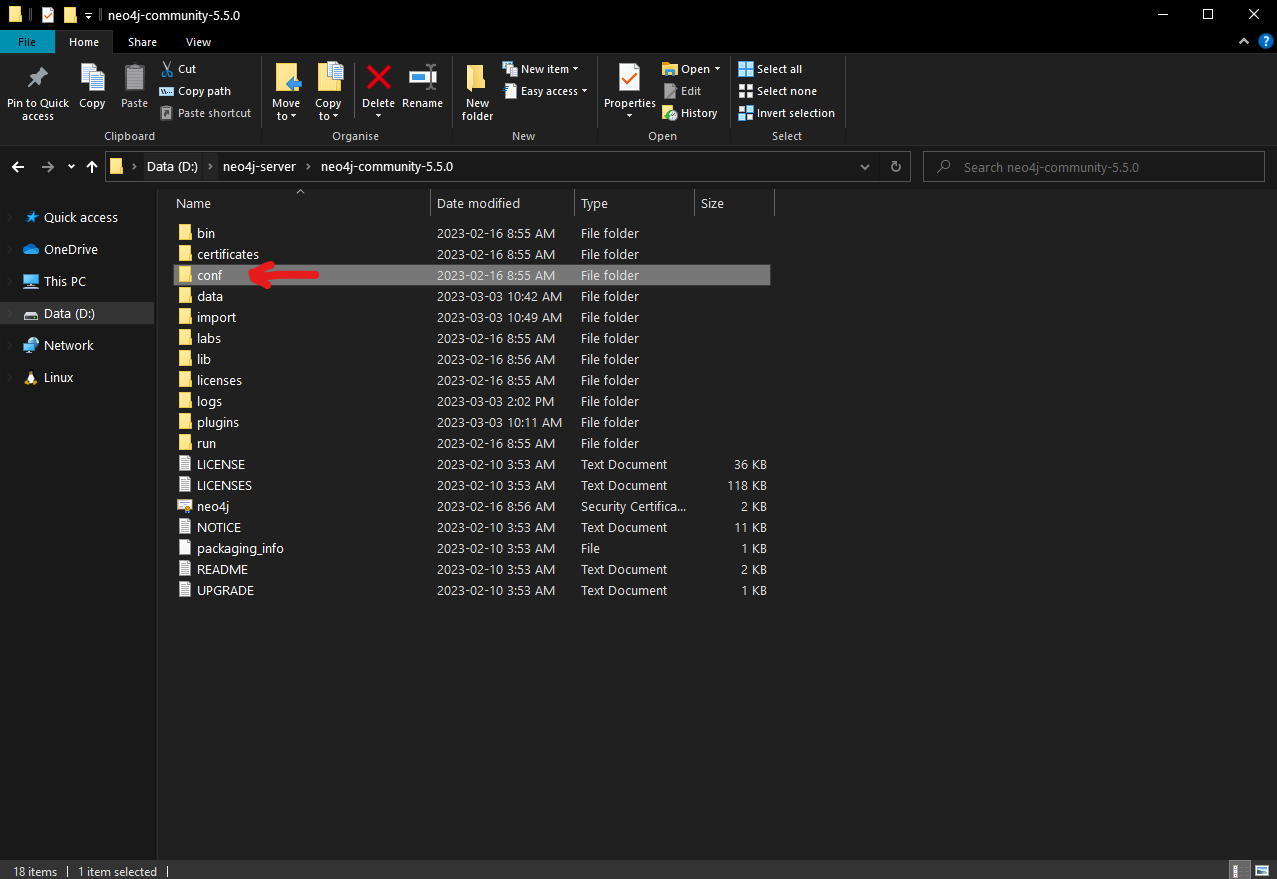 neo4j-community-5.5.0
File Home Share View
Pin to Quick access
Copy
Paste
Cut
Copy path
Paste shortcut
Clipboard
Move to
Copy to
Delete
Rename
Organise
New folder
New item
Easy access
New
Properties
Open
Edit
History
Open
Select all
Select none
Invert selection
Select
Data (D:) neo4j-server neo4j-community-5.5.0
Search neo4j-community-5.5.0
Quick access
OneDrive
This PC
Data (D:)
Network
Linux
Name Date modified Type Size
bin 2023-02-16 8:55 AM File folder
certificates 2023-02-16 8:55 AM File folder
conf 2023-02-16 8:55 AM File folder
data 2023-03-03 10:42 AM File folder
import 2023-03-03 10:49 AM File folder
labs 2023-02-16 8:55 AM File folder
lib 2023-02-16 8:56 AM File folder
licenses 2023-02-16 8:55 AM File folder
logs 2023-03-03 2:02 PM File folder
plugins 2023-03-03 10:11 AM File folder
run 2023-02-16 8:55 AM File folder
LICENSE 2023-02-10 3:53 AM Text Document 36 KB
LICENSES 2023-02-10 3:53 AM Text Document 118 KB
neo4j 2023-02-16 8:56 AM Security Certifica... 2 KB
NOTICE 2023-02-10 3:53 AM Text Document 11 KB
packaging_info 2023-02-10 3:53 AM File 1 KB
README 2023-02-10 3:53 AM Text Document 2 KB
UPGRADE 2023-02-10 3:53 AM Text Document 1 KB
18 items 1 item selected